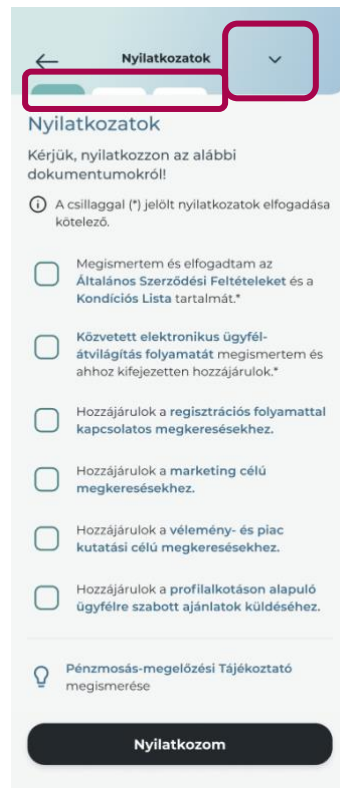 Nyilatkozatok
Nyilatkozatok
Kérjük, nyilatkozzon az alábbi
dokumentumokról!
A csillaggal (*) jelölt nyilatkozatok elfogadása
kötelező.
Megismertem és elfogadtam az
Általános Szerződési Feltételeket és a
Kondíciós Lista tartalmát.*
Közvetett elektronikus ügyfél-
átvilágítás folyamatát megismertem és
ahhoz kifejezetten hozzájárulok.*
Hozzájárulok a regisztrációs folyamattal
kapcsolatos megkeresésekhez.
Hozzájárulok a marketing célú
megkeresésekhez.
Hozzájárulok a vélemény- és piac
kutatási célú megkeresésekhez.
Hozzájárulok a profilalkotáson alapuló
ügyfélre szabott ajánlatok küldéséhez.
Pénzmosás-megelőzési Tájékoztató
megismerése
Nyilatkozom